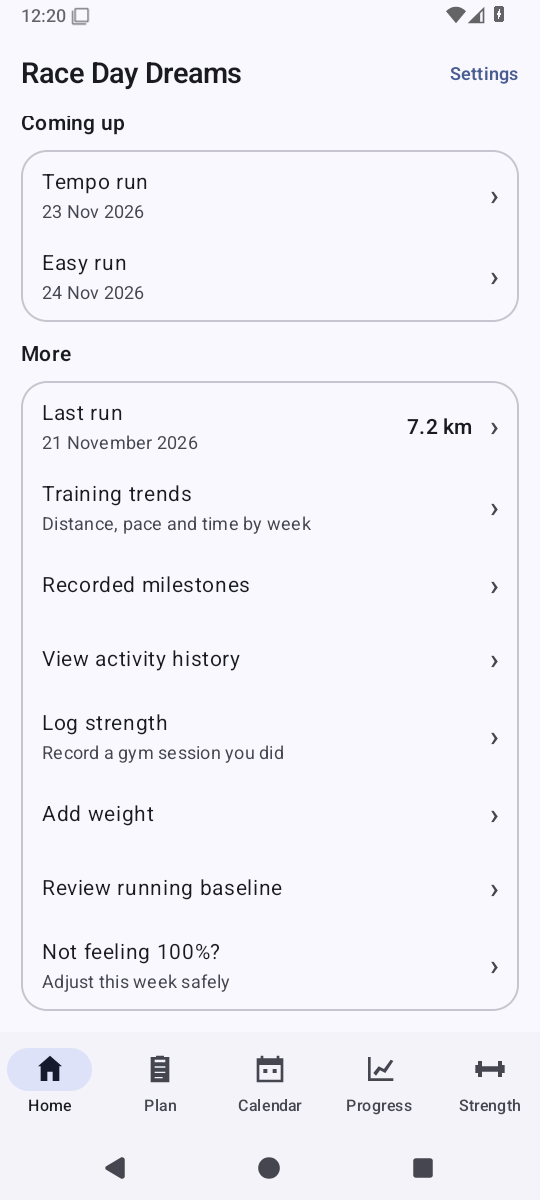 12:20
Race Day Dreams
Settings
Coming up
Tempo run
23 Nov 2026
Easy run
24 Nov 2026
More
Last run
21 November 2026
7.2 km
Training trends
Distance, pace and time by week
Recorded milestones
View activity history
Log strength
Record a gym session you did
Add weight
Review running baseline
Not feeling 100%?
Adjust this week safely
Home
Plan
Calendar
Progress
Strength